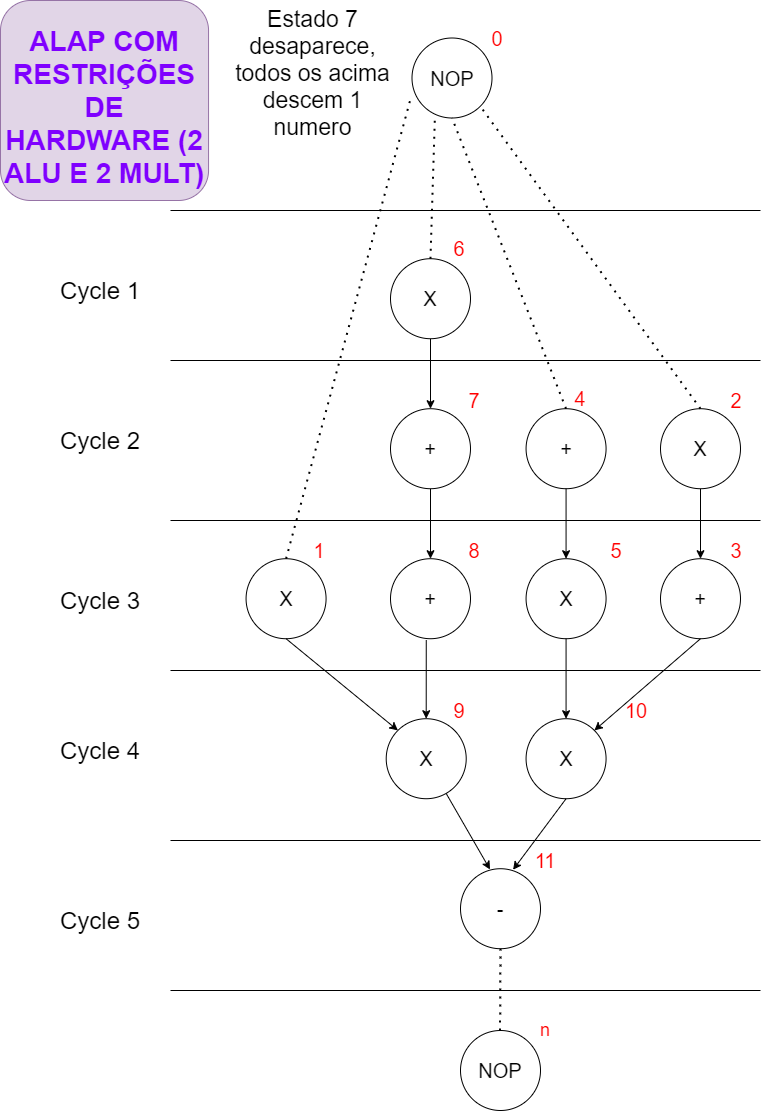 ALAP COM
RESTRIÇÕES
DE
HARDWARE (2
ALU E 2 MULT)
Estado 7
desaparece,
todos os acima
descem 1
numero
0
NOP
Cycle 1
6
X
Cycle 2
7
+
4
+
2
X
Cycle 3
1
X
8
+
5
X
3
+
Cycle 4
9
X
10
X
Cycle 5
11
-
n
NOP